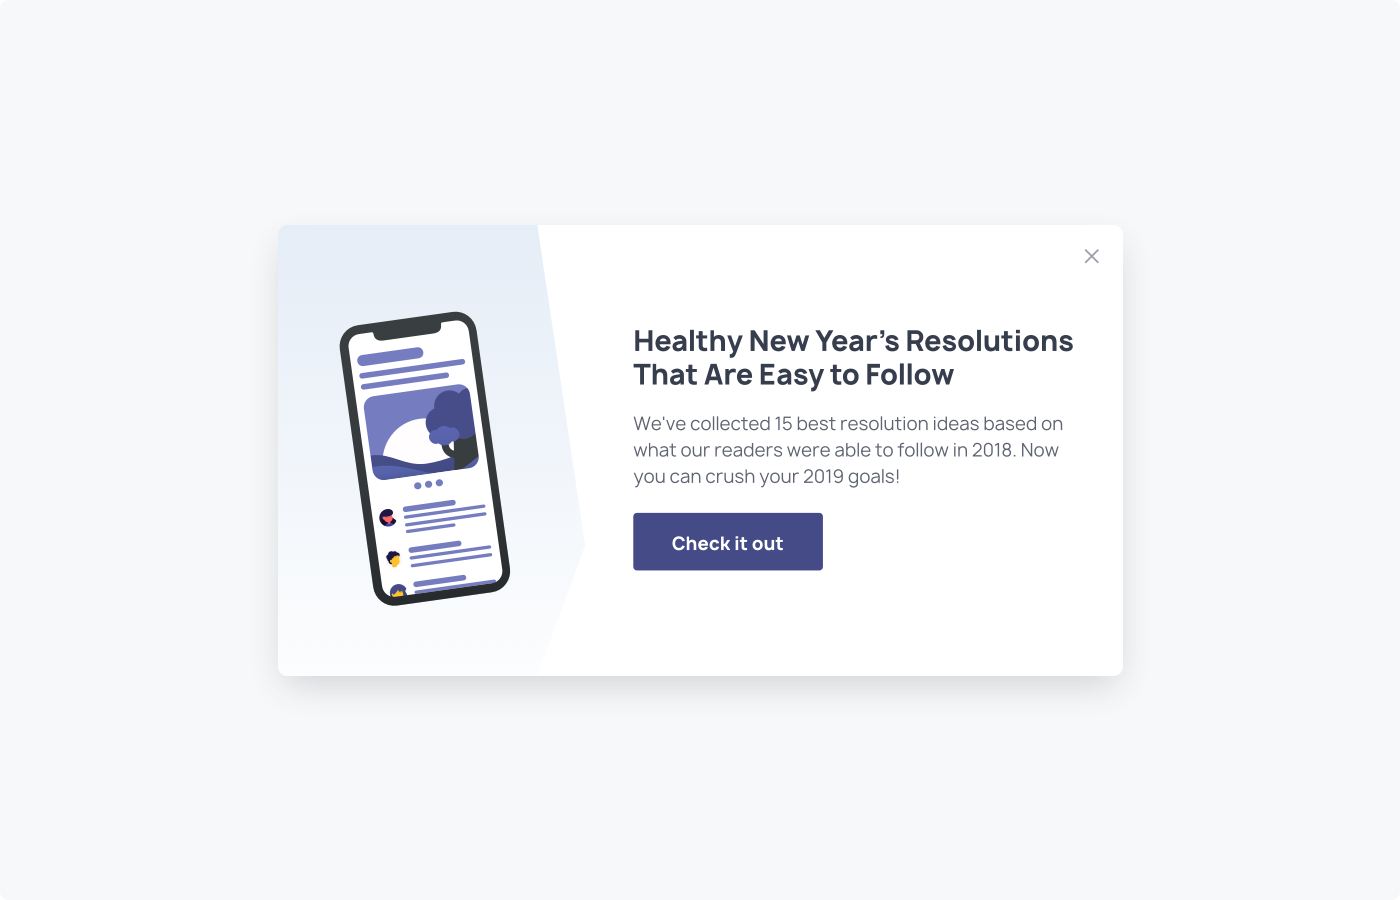 Healthy New Year’s Resolutions
That Are Easy to Follow
We've collected 15 best resolution ideas based on
what our readers were able to follow in 2018. Now
you can crush your 2019 goals!
Check it out